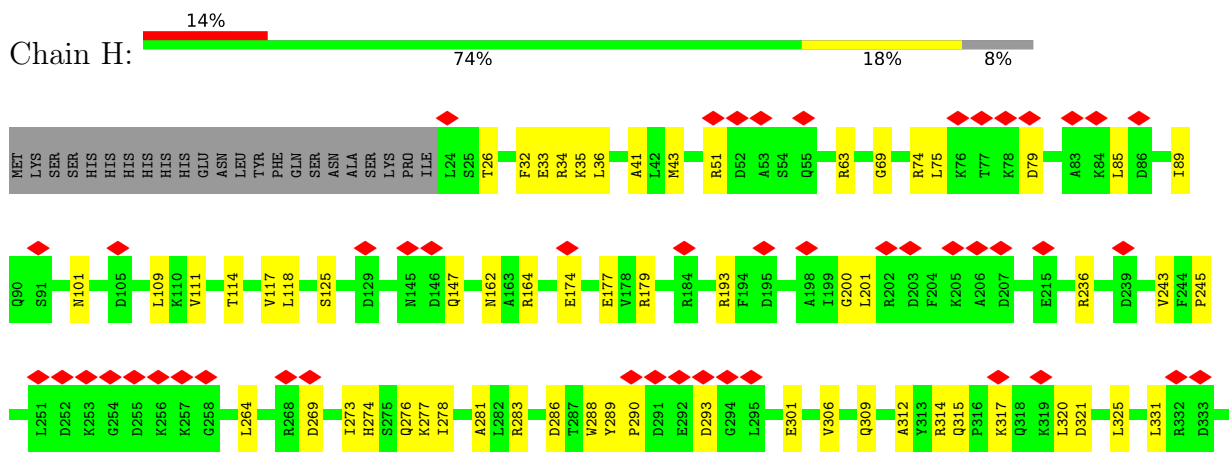 14%
Chain H:
74% 18% 8%
MET LYS SER SER HIS HIS HIS HIS HIS HIS GLU ASN LEU TYR PHE GLN SER ASN ALA SER LYS PRO ILE L24 S25 T26 F32 E33 R34 K35 L36 A41 L42 M43 R51 D52 A53 S54 Q55 R63 G69 R74 L75 K76 T77 K78 D79 A83 K84 L85 D86 I89
Q90 S91 N101 D105 L109 K110 V111 T114 V117 L118 S125 D129 N145 D146 Q147 N162 A163 R164 E174 E177 V178 R179 R184 R193 F194 D195 A198 I199 G200 L201 R202 D203 F204 K205 A206 D207 E215 R236 D239 V243 F244 P245
L251 D252 K253 G254 D255 K256 K257 G258 L264 R268 D269 I273 H274 S275 Q276 K277 I278 A281 L282 R283 D286 T287 W288 Y289 P290 D291 E292 D293 G294 L295 E301 V306 Q309 A312 Y313 R314 Q315 P316 K317 Q318 K319 L320 D321 L325 L331 R332 D333